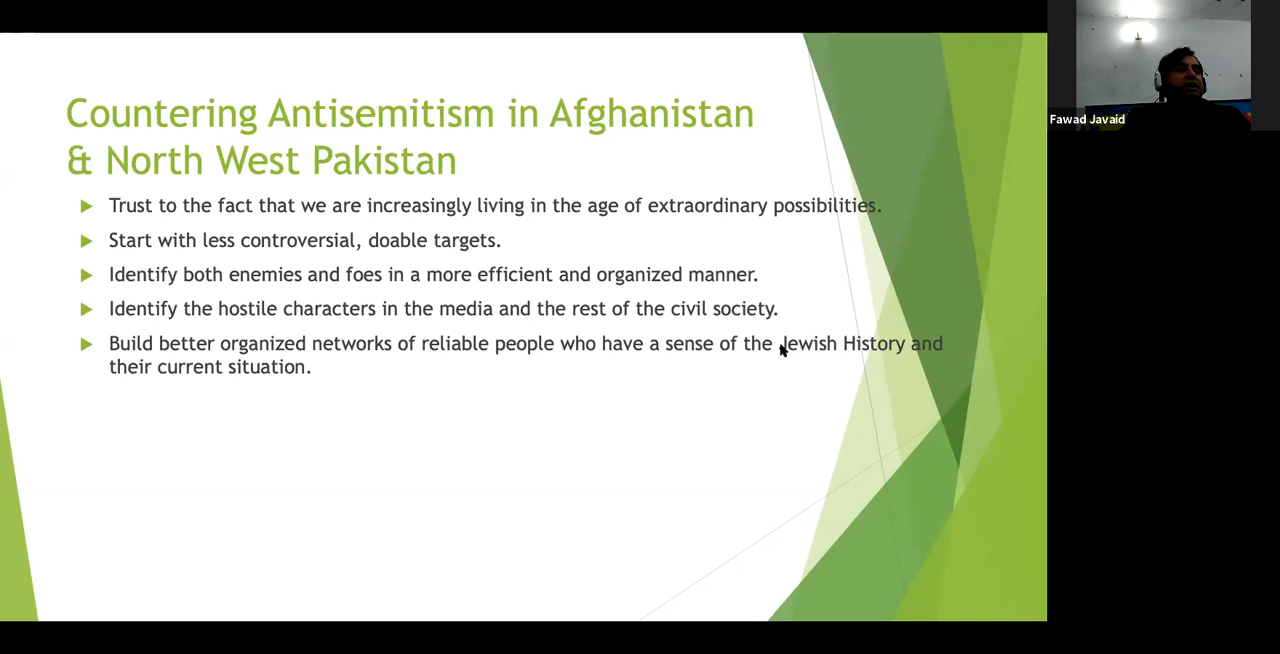 Countering Antisemitism in Afghanistan
& North West Pakistan
Trust to the fact that we are increasingly living in the age of extraordinary possibilities.
Start with less controversial, doable targets.
Identify both enemies and foes in a more efficient and organized manner.
Identify the hostile characters in the media and the rest of the civil society.
Build better organized networks of reliable people who have a sense of the Jewish History and
their current situation.
Fawad Javaid